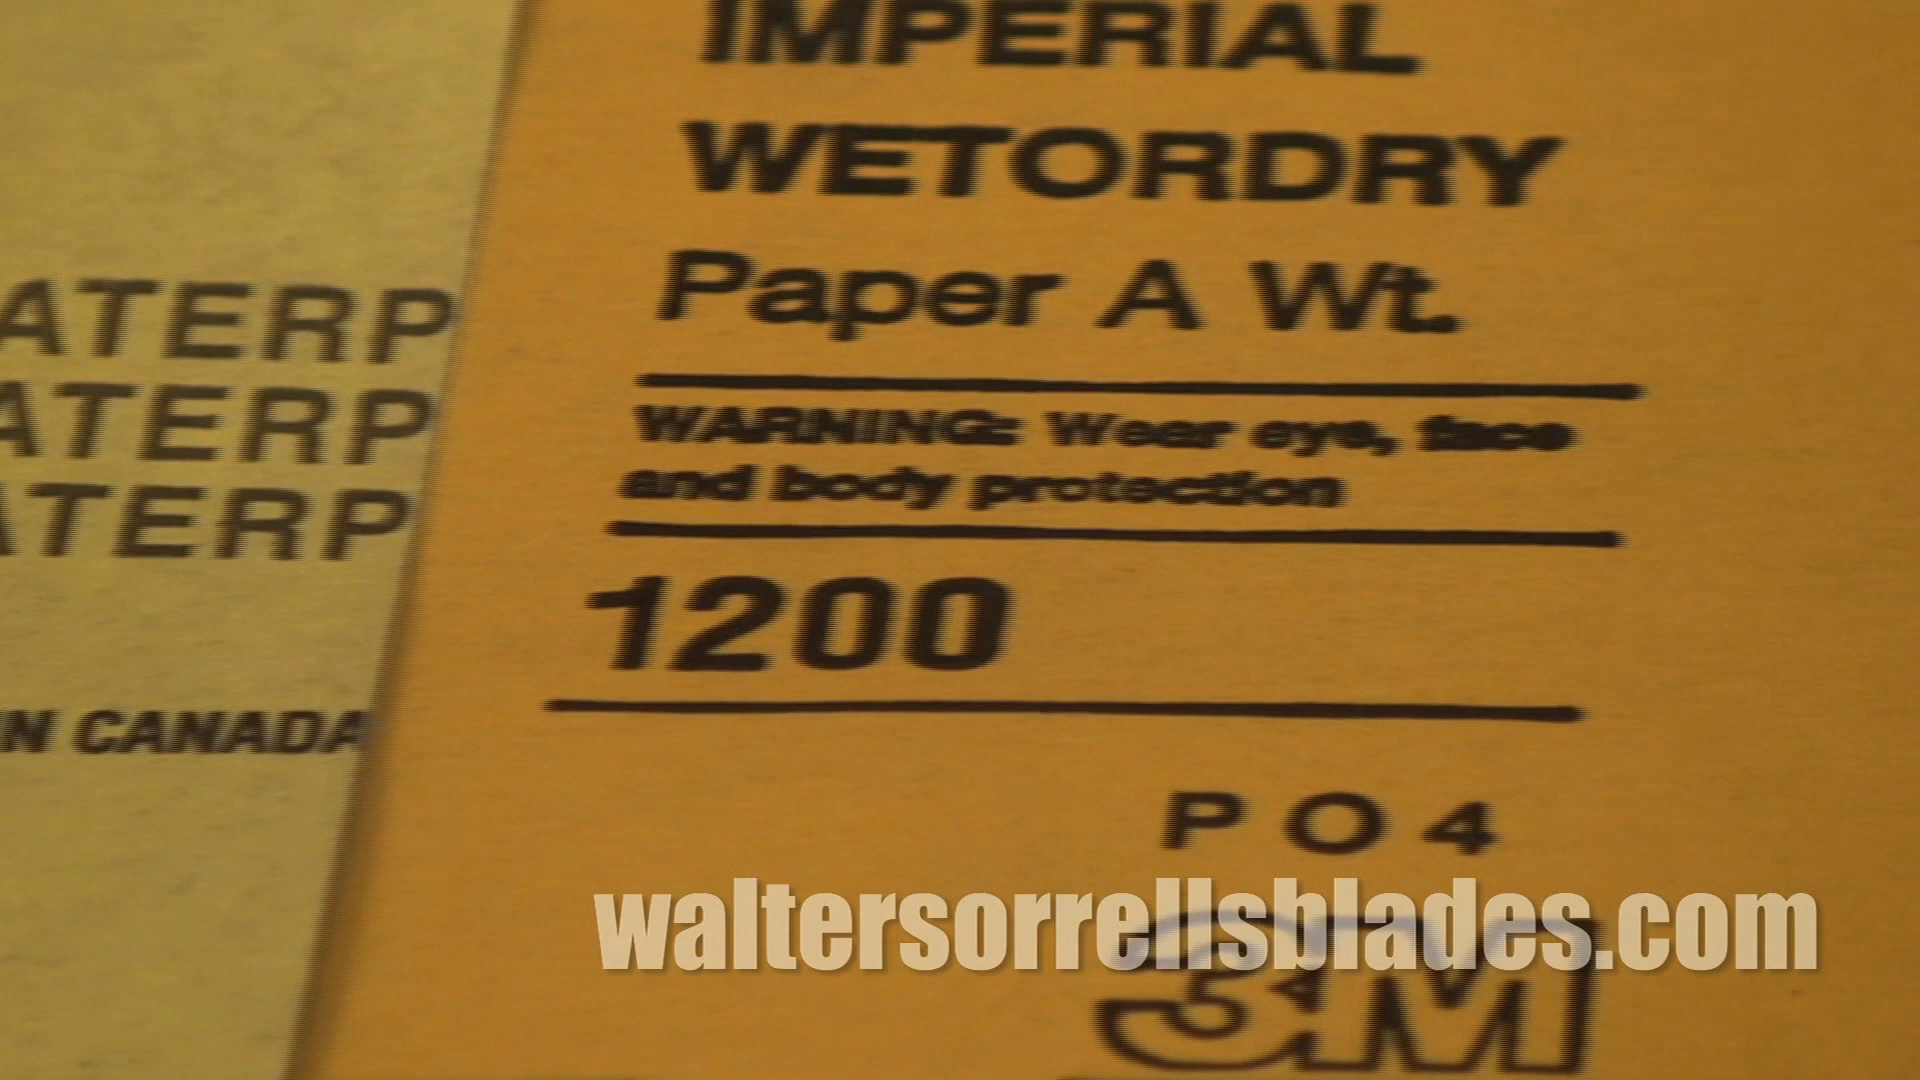 IMPERIAL
WETORDRY
Paper A Wt.
WARNING: Wear eye, face
and body protection
1200
PO4
3M
ATERP
ATERP
ATERP
IN CANADA
waltersorrellsblades.com